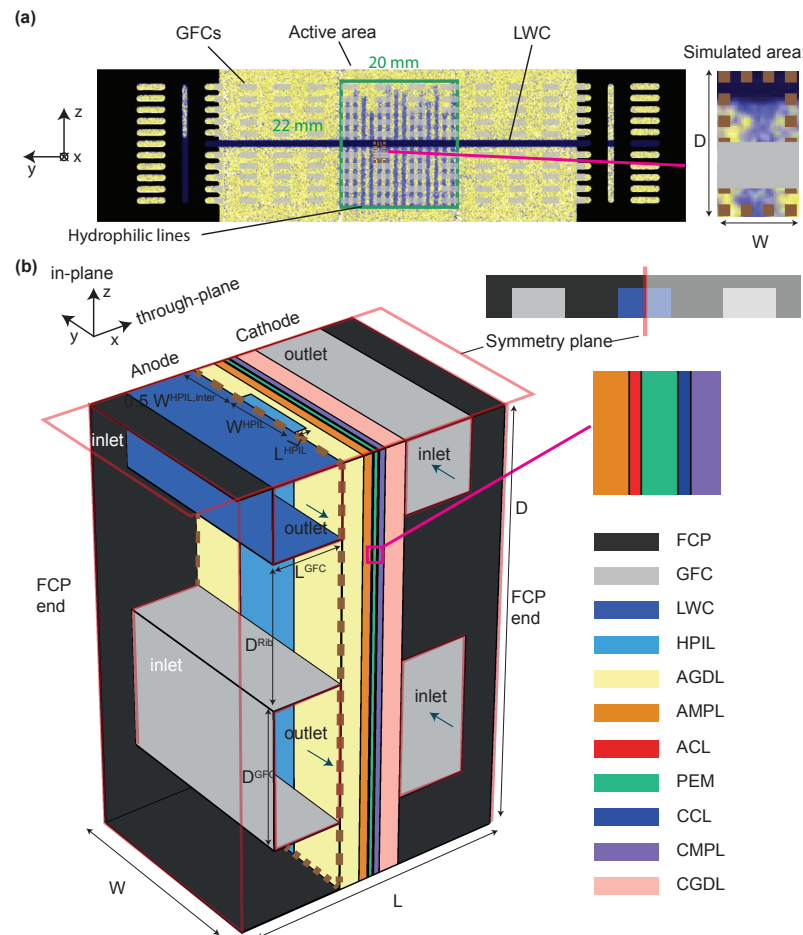 (a)
GFCs
Active area
LWC
Simulated area
20 mm
22 mm
z
y
x
D
W
Hydrophilic lines
(b)
in-plane
z
through-plane
y
x
Symmetry plane
Anode
Cathode
outlet
0.5 W^HPIL,inter
W^HPIL
L^HPIL
inlet
inlet
outlet
D
L^GFC
FCP
end
FCP
end
D^Rib
inlet
inlet
outlet
D^GFC
W
L
FCP
GFC
LWC
HPIL
AGDL
AMPL
ACL
PEM
CCL
CMPL
CGDL